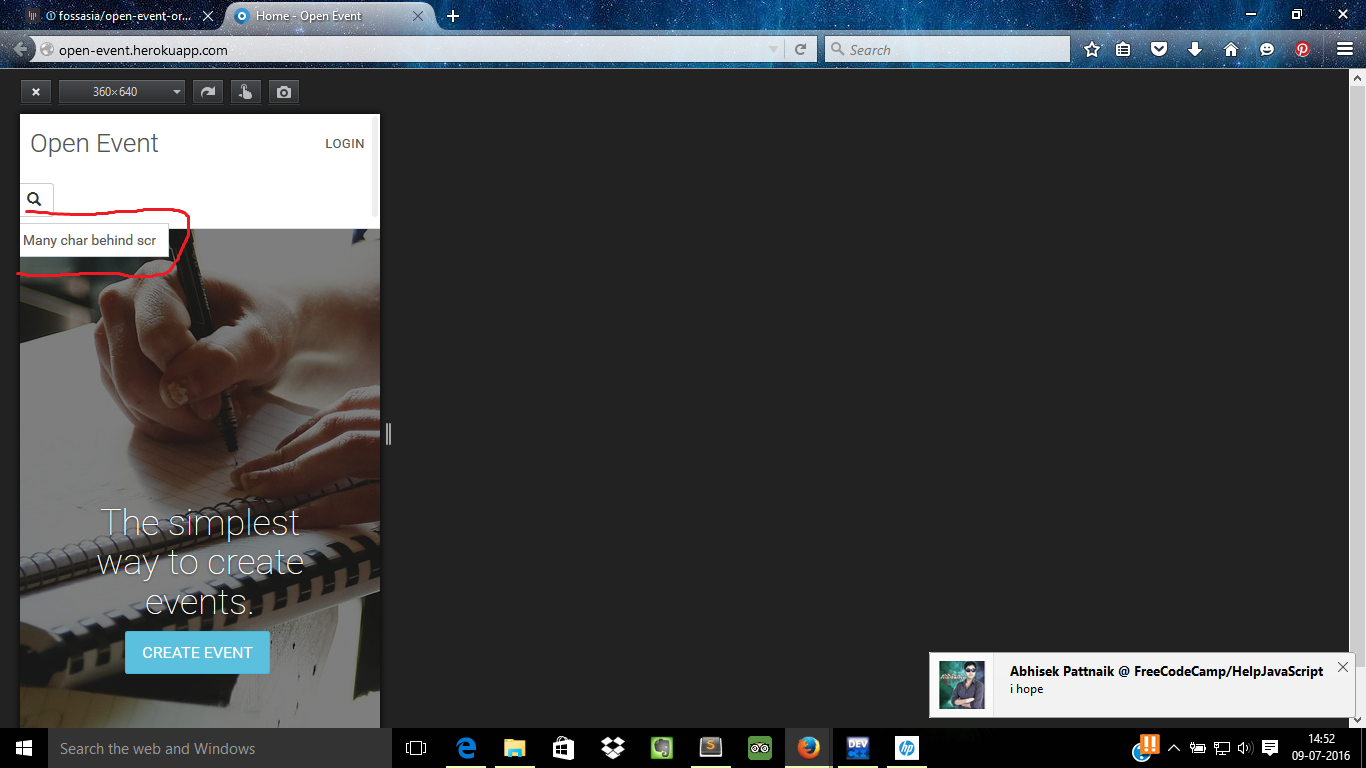 fossasia/open-event-or...
Home - Open Event
open-event.herokuapp.com
Search
360×640
Open Event
LOGIN
Many char behind scr
The simplest
way to create
events.
CREATE EVENT
Abhisek Pattnaik @ FreeCodeCamp/HelpJavaScript
i hope
Search the web and Windows
S
DEV
hp
14:52
09-07-2016